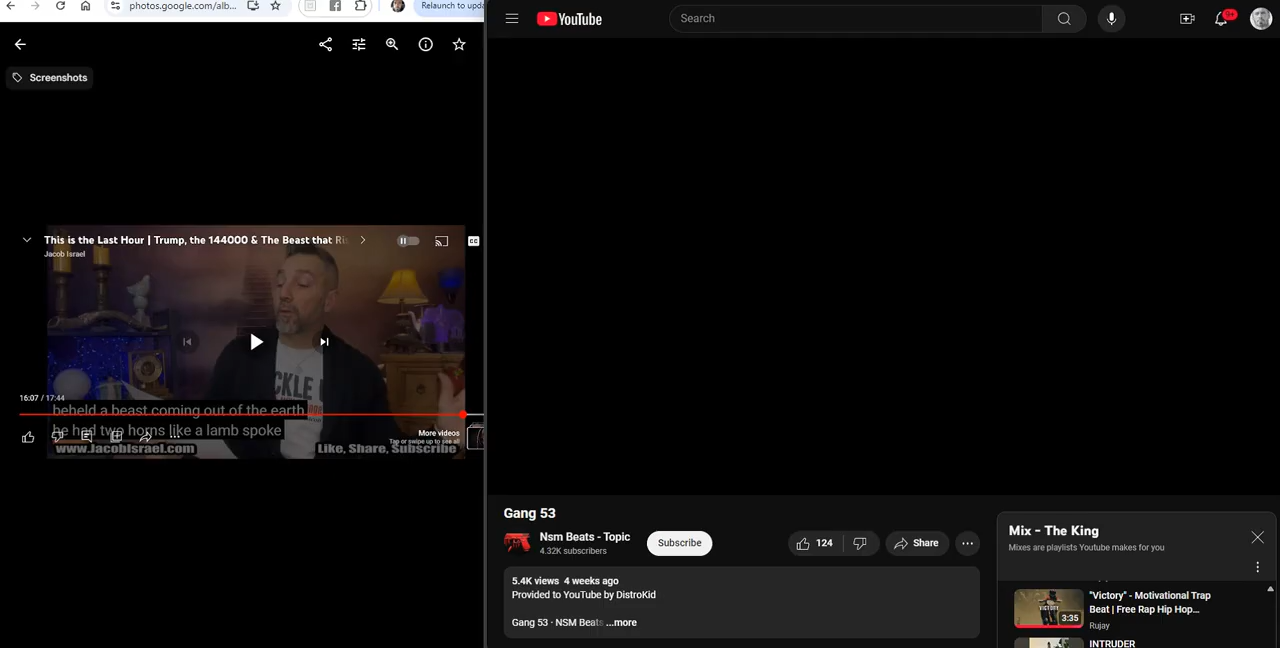 photos.google.com/alb...
Relaunch to upda
Screenshots
This is the Last Hour | Trump, the 144000 & The Beast that Ris
Jacob Israel
CC
16:07 / 17:44
beheld a beast coming out of the earth
he had two horns like a lamb spoke
More videos
Tap or swipe up to see all
www.JacobIsrael.com
Like, Share, Subscribe
YouTube
Search
9+
Gang 53
Nsm Beats - Topic
4.32K subscribers
Subscribe
124
Share
5.4K views 4 weeks ago
Provided to YouTube by DistroKid
Gang 53 · NSM Beats ...more
Mix - The King
Mixes are playlists Youtube makes for you
VICTORY
3:35
"Victory" - Motivational Trap
Beat | Free Rap Hip Hop...
Rujay
INTRUDER